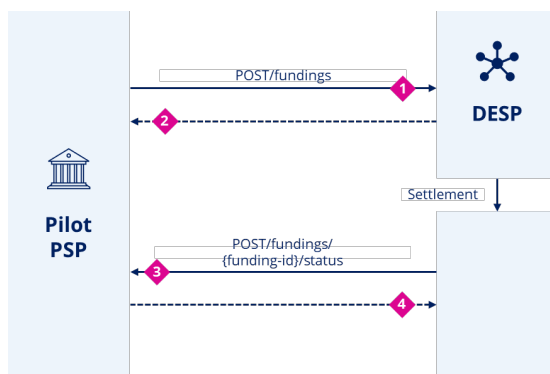 POST/fundings
1
DESP
2
Settlement
Pilot
PSP
POST/fundings/
{funding-id}/status
3
4